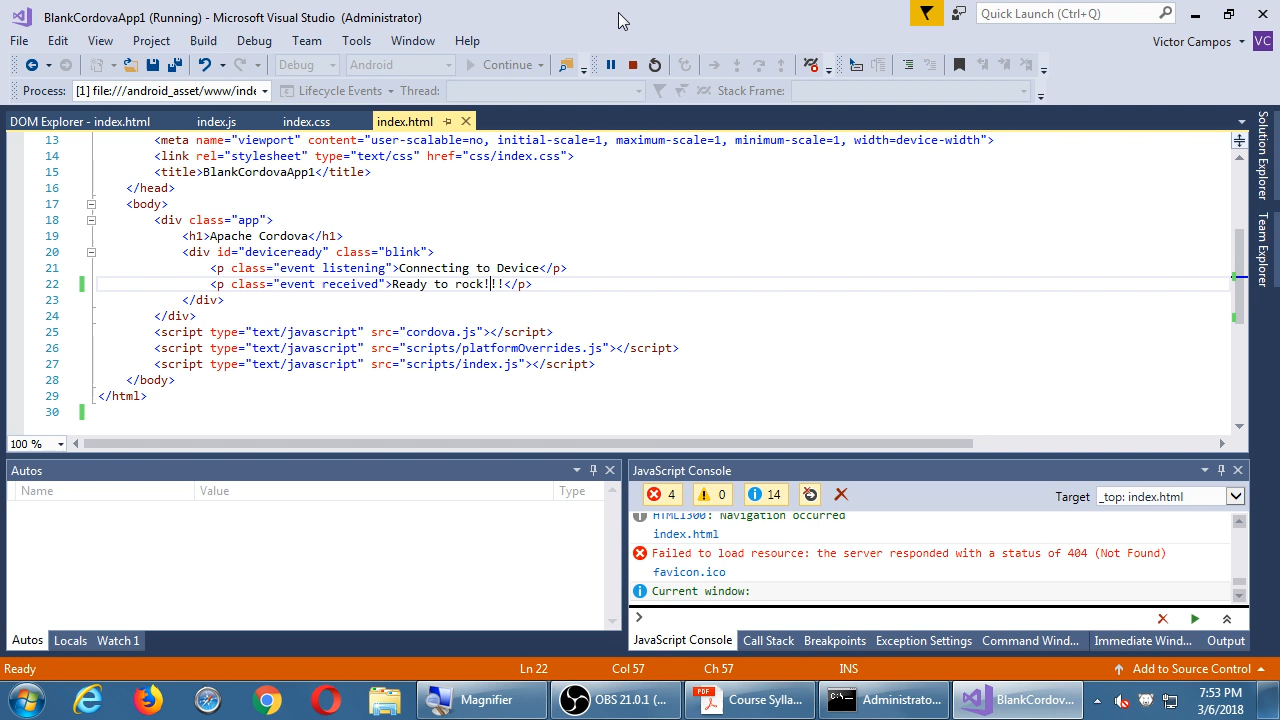 BlankCordovaApp1 (Running) - Microsoft Visual Studio (Administrator)
Quick Launch (Ctrl+Q)
File Edit View Project Build Debug Team Tools Window Help
Victor Campos VC
Debug Android Continue
Process: [1] file:///android_asset/www/inde Lifecycle Events Thread: Stack Frame:
DOM Explorer - index.html index.js index.css index.html
13 <meta name="viewport" content="user-scalable=no, initial-scale=1, maximum-scale=1, minimum-scale=1, width=device-width">
14 <link rel="stylesheet" type="text/css" href="css/index.css">
15 <title>BlankCordovaApp1</title>
16 </head>
17 <body>
18 <div class="app">
19 <h1>Apache Cordova</h1>
20 <div id="deviceready" class="blink">
21 <p class="event listening">Connecting to Device</p>
22 <p class="event received">Ready to rock!!!</p>
23 </div>
24 </div>
25 <script type="text/javascript" src="cordova.js"></script>
26 <script type="text/javascript" src="scripts/platformOverrides.js"></script>
27 <script type="text/javascript" src="scripts/index.js"></script>
28 </body>
29 </html>
30
100 %
Solution Explorer
Team Explorer
Autos
Name Value Type
Autos Locals Watch 1
JavaScript Console
4 0 14 Target _top: index.html
HTML1300: Navigation occurred
index.html
Failed to load resource: the server responded with a status of 404 (Not Found)
favicon.ico
Current window:
JavaScript Console Call Stack Breakpoints Exception Settings Command Wind... Immediate Wind... Output
Ready Ln 22 Col 57 Ch 57 INS Add to Source Control
Magnifier OBS 21.0.1 (... PDF Course Sylla... Administrato... BlankCordov...
7:53 PM
3/6/2018